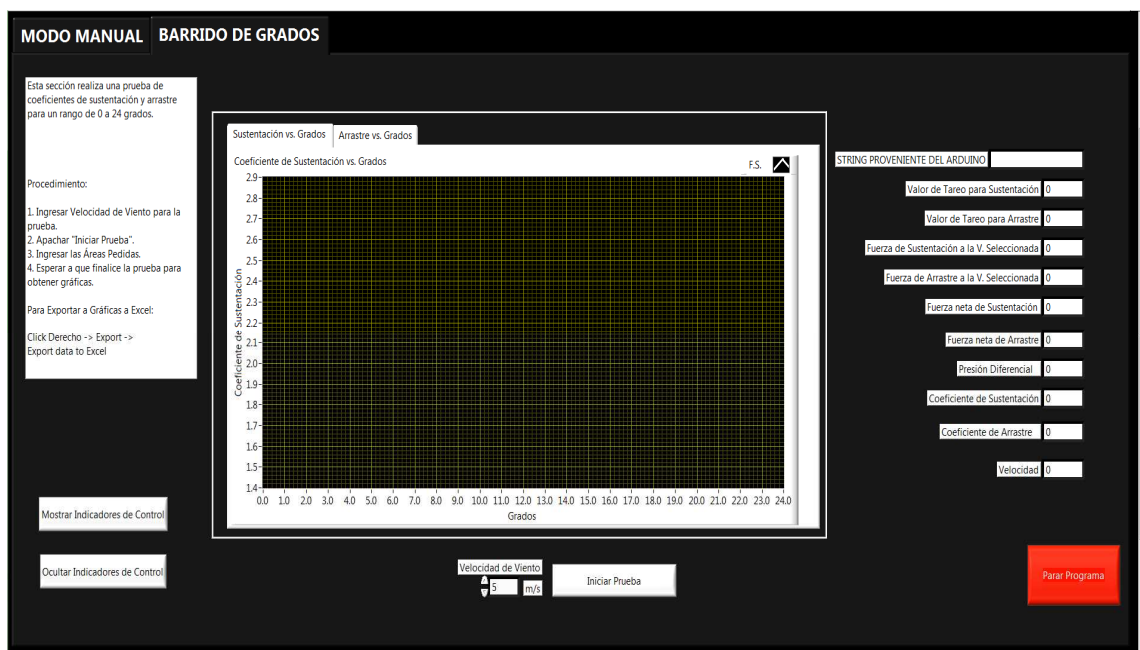 MODO MANUAL BARRIDO DE GRADOS
Esta sección realiza una prueba de
coeficientes de sustentación y arrastre
para un rango de 0 a 24 grados.
Procedimiento:
1. Ingresar Velocidad de Viento para la
prueba.
2. Apachar "Iniciar Prueba".
3. Ingresar las Áreas Pedidas.
4. Esperar a que finalice la prueba para
obtener gráficas.
Para Exportar a Gráficas a Excel:
Click Derecho -> Export ->
Export data to Excel
Mostrar Indicadores de Control
Ocultar Indicadores de Control
Sustentación vs. Grados Arrastre vs. Grados
Coeficiente de Sustentación vs. Grados
F.S.
Coeficiente de Sustentación
2.9
2.8
2.7
2.6
2.5
2.4
2.3
2.2
2.1
2.0
1.9
1.8
1.7
1.6
1.5
1.4
0.0 1.0 2.0 3.0 4.0 5.0 6.0 7.0 8.0 9.0 10.0 11.0 12.0 13.0 14.0 15.0 16.0 17.0 18.0 19.0 20.0 21.0 22.0 23.0 24.0
Grados
Velocidad de Viento
5 m/s
Iniciar Prueba
STRING PROVENIENTE DEL ARDUINO
Valor de Tareo para Sustentación 0
Valor de Tareo para Arrastre 0
Fuerza de Sustentación a la V. Seleccionada 0
Fuerza de Arrastre a la V. Seleccionada 0
Fuerza neta de Sustentación 0
Fuerza neta de Arrastre 0
Presión Diferencial 0
Coeficiente de Sustentación 0
Coeficiente de Arrastre 0
Velocidad 0
Parar Programa